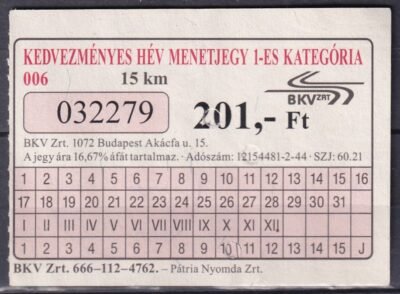 KEDVEZMÉNYES HÉV MENETJEGY 1-ES KATEGÓRIA
006 15 km
032279 201,- Ft
BKV ZRT
BKV Zrt. 1072 Budapest Akácfa u. 15.
A jegy ára 16,67% áfát tartalmaz. - Adószám: 12154481-2-44 - SZJ: 60.21
1 2 3 4 5 6 7 8 9 10 11 12 13 14 15 16
17 18 19 20 21 22 23 24 25 26 27 28 29 30 31
I II III IV V VI VII VIII IX X XI XII
0 1 2 3 4 5 6 7 8 9 10 11 12 13 15 J
BKV Zrt. 666-112-4762. - Pátria Nyomda Zrt.